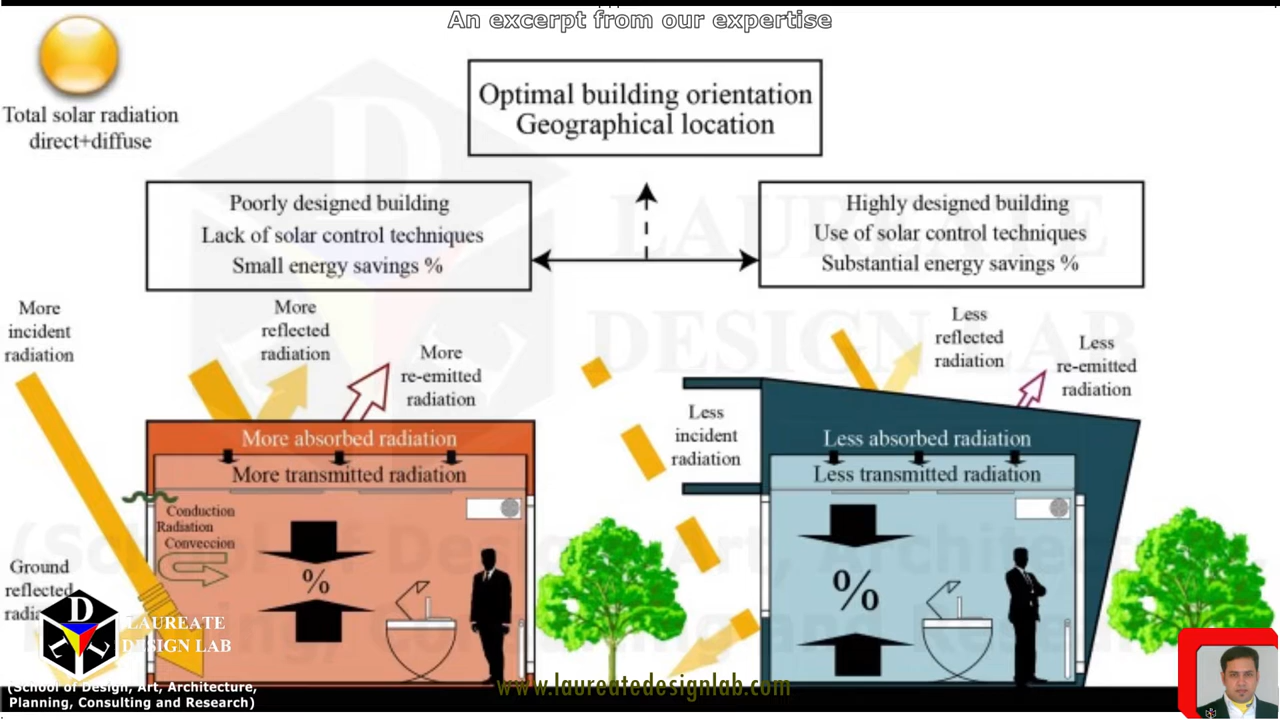 An excerpt from our expertise
Total solar radiation
direct+diffuse
Optimal building orientation
Geographical location
Poorly designed building
Lack of solar control techniques
Small energy savings %
Highly designed building
Use of solar control techniques
Substantial energy savings %
More
incident
radiation
More
reflected
radiation
More
re-emitted
radiation
Less
reflected
radiation
Less
re-emitted
radiation
Less
incident
radiation
More absorbed radiation
More transmitted radiation
Less absorbed radiation
Less transmitted radiation
Conduction
Radiation
Conveccion
%
%
Ground
reflected
LAUREATE
DESIGN LAB
LAUREATE
DESIGN LAB
(School of Design, Art, Architecture,
Planning, Consulting and Research)
www.laureatedesignlab.com